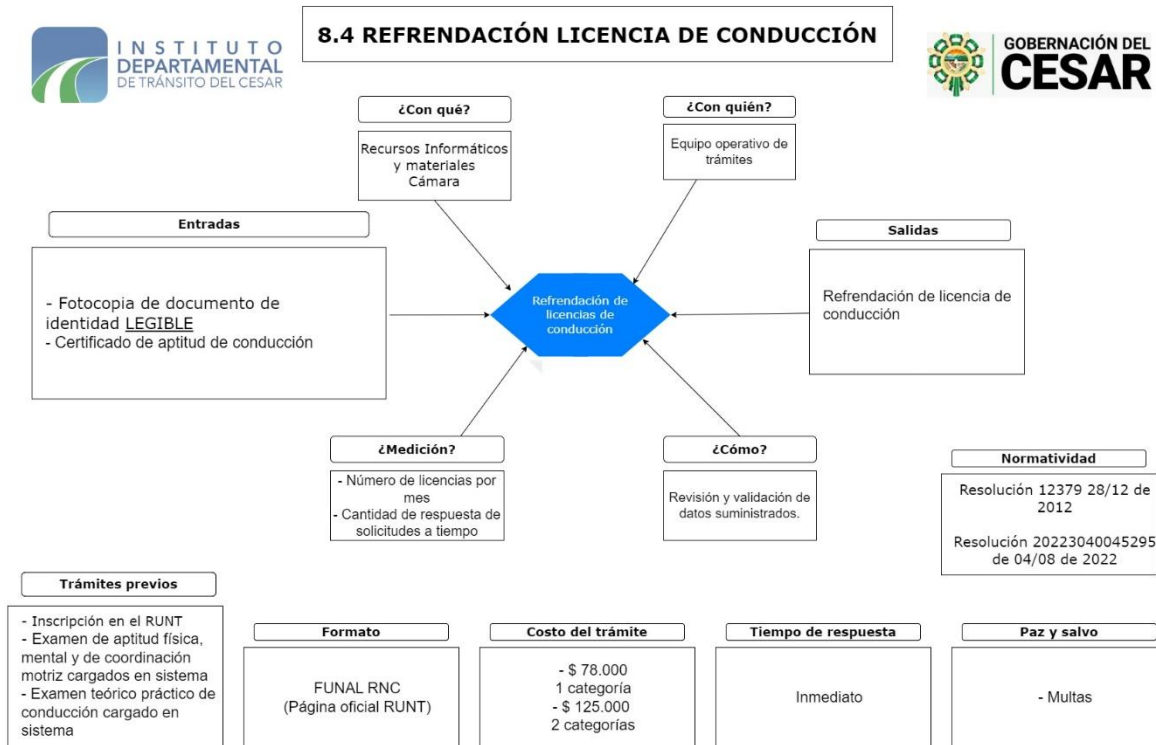 8.4 REFRENDACIÓN LICENCIA DE CONDUCCIÓN
INSTITUTO
DEPARTAMENTAL
DE TRÁNSITO DEL CESAR
GOBERNACIÓN DEL
CESAR
¿Con qué?
Recursos Informáticos
y materiales
Cámara
¿Con quién?
Equipo operativo de
trámites
Entradas
- Fotocopia de documento de
identidad LEGIBLE
- Certificado de aptitud de conducción
Refrendación de
licencias de
conducción
Salidas
Refrendación de licencia de
conducción
¿Medición?
- Número de licencias por
mes
- Cantidad de respuesta de
solicitudes a tiempo
¿Cómo?
Revisión y validación de
datos suministrados.
Normatividad
Resolución 12379 28/12 de
2012
Resolución 20223040045295
de 04/08 de 2022
Trámites previos
- Inscripción en el RUNT
- Examen de aptitud física,
mental y de coordinación
motriz cargados en sistema
- Examen teórico práctico de
conducción cargado en
sistema
Formato
FUNAL RNC
(Página oficial RUNT)
Costo del trámite
- $ 78.000
1 categoría
- $ 125.000
2 categorías
Tiempo de respuesta
Inmediato
Paz y salvo
- Multas